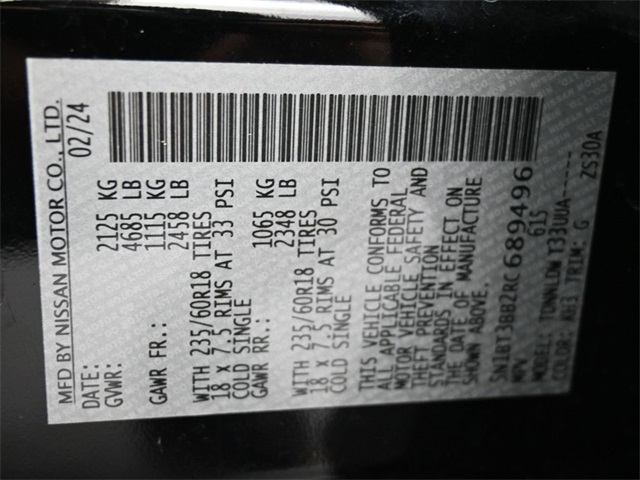 MFD BY NISSAN MOTOR CO., LTD.
DATE: 02/24
GVWR: 2125 KG
4685 LB
GAWR FR.: 1115 KG
2458 LB
WITH 235/60R18 TIRES
18 x 7.5 RIMS AT 33 PSI
COLD SINGLE
GAWR RR.: 1065 KG
2348 LB
WITH 235/60R18 TIRES
18 x 7.5 RIMS AT 30 PSI
COLD SINGLE
THIS VEHICLE CONFORMS TO
ALL APPLICABLE FEDERAL
MOTOR VEHICLE SAFETY AND
THEFT PREVENTION
STANDARDS IN EFFECT ON
THE DATE OF MANUFACTURE
SHOWN ABOVE.
5N1BT3BB2RC689496
MPV 615
MODEL: TDWNLDW T33UUA-----
COLOR: KH3 TRIM: G ZS30A